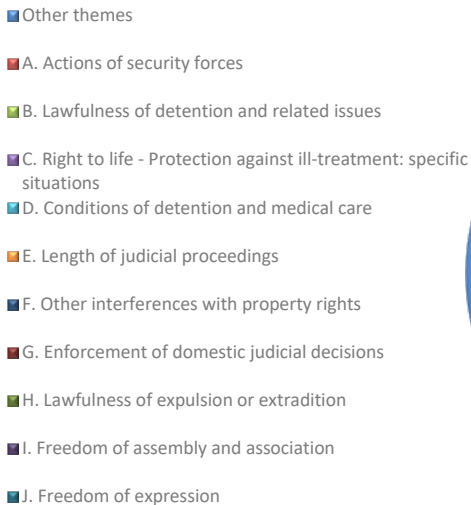 Other themes
A. Actions of security forces
B. Lawfulness of detention and related issues
C. Right to life - Protection against ill-treatment: specific
situations
D. Conditions of detention and medical care
E. Length of judicial proceedings
F. Other interferences with property rights
G. Enforcement of domestic judicial decisions
H. Lawfulness of expulsion or extradition
I. Freedom of assembly and association
J. Freedom of expression